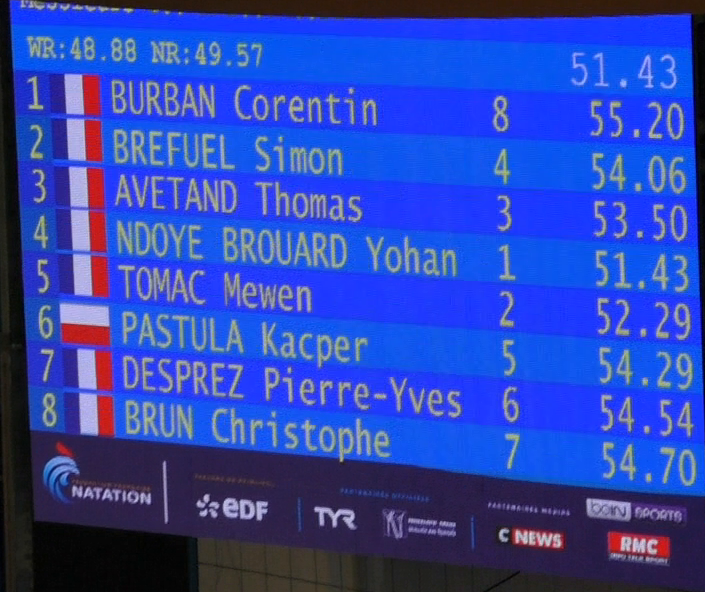 WR:48.88 NR:49.57 51.43
1 BURBAN Corentin 8 55.20
2 BREFUEL Simon 4 54.06
3 AVETAND Thomas 3 53.50
4 NDOYE BROUARD Yohan 1 51.43
5 TOMAC Mewen 2 52.29
6 PASTULA Kacper 5 54.29
7 DESPREZ Pierre-Yves 6 54.54
8 BRUN Christophe 7 54.70
NATATION
eDF
TYR
PARTENAIRES MEDIAS
beIN SPORTS
C NEWS
RMC